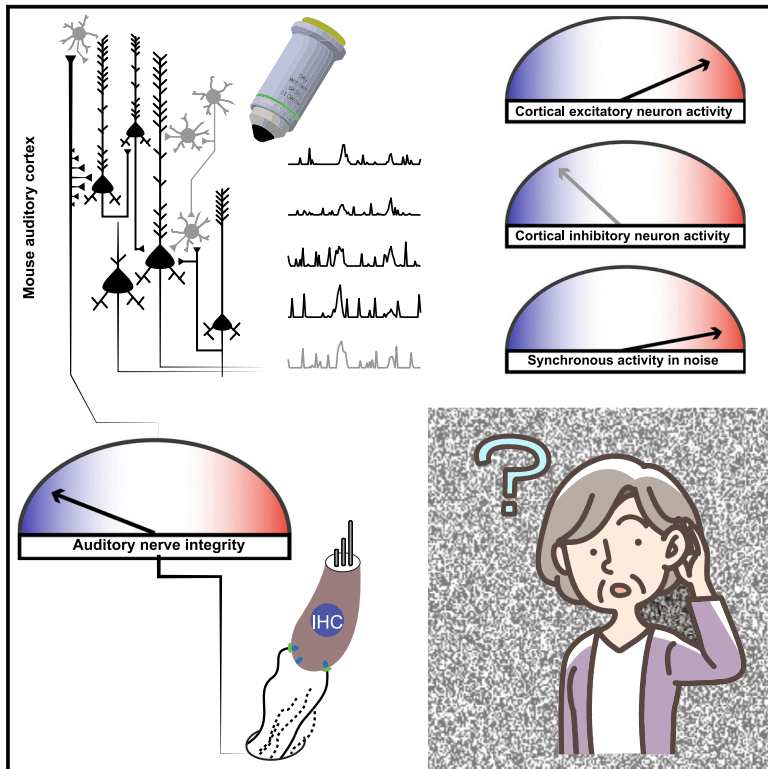 Mouse auditory cortex
Cortical excitatory neuron activity
Cortical inhibitory neuron activity
Synchronous activity in noise
Auditory nerve integrity
IHC
?